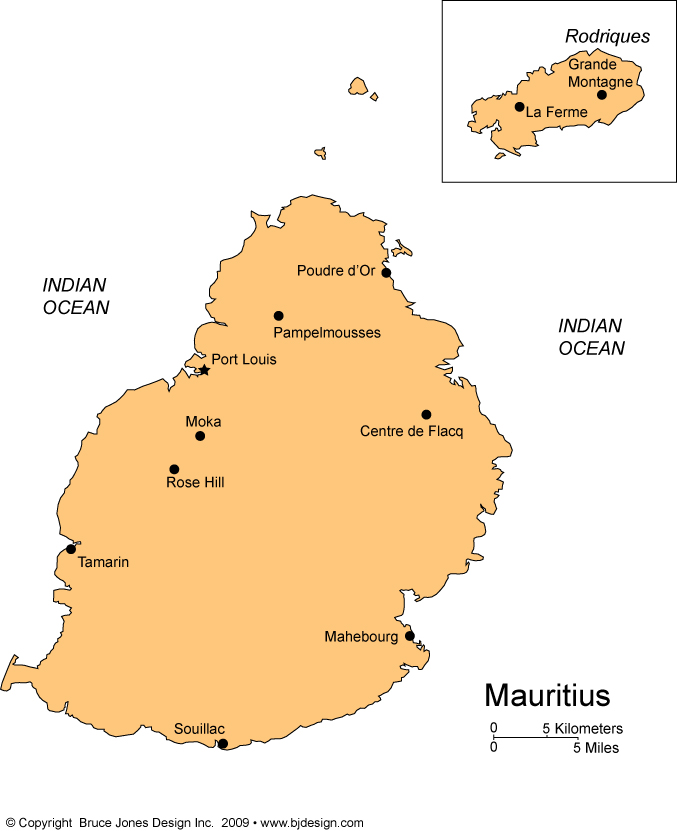 Rodriques
Grande
Montagne
La Ferme
INDIAN
OCEAN
Poudre d'Or
Pampelmousses
INDIAN
OCEAN
Port Louis
Moka
Centre de Flacq
Rose Hill
Tamarin
Mahebourg
Souillac
Mauritius
0 5 Kilometers
0 5 Miles
© Copyright Bruce Jones Design Inc. 2009 • www.bjdesign.com